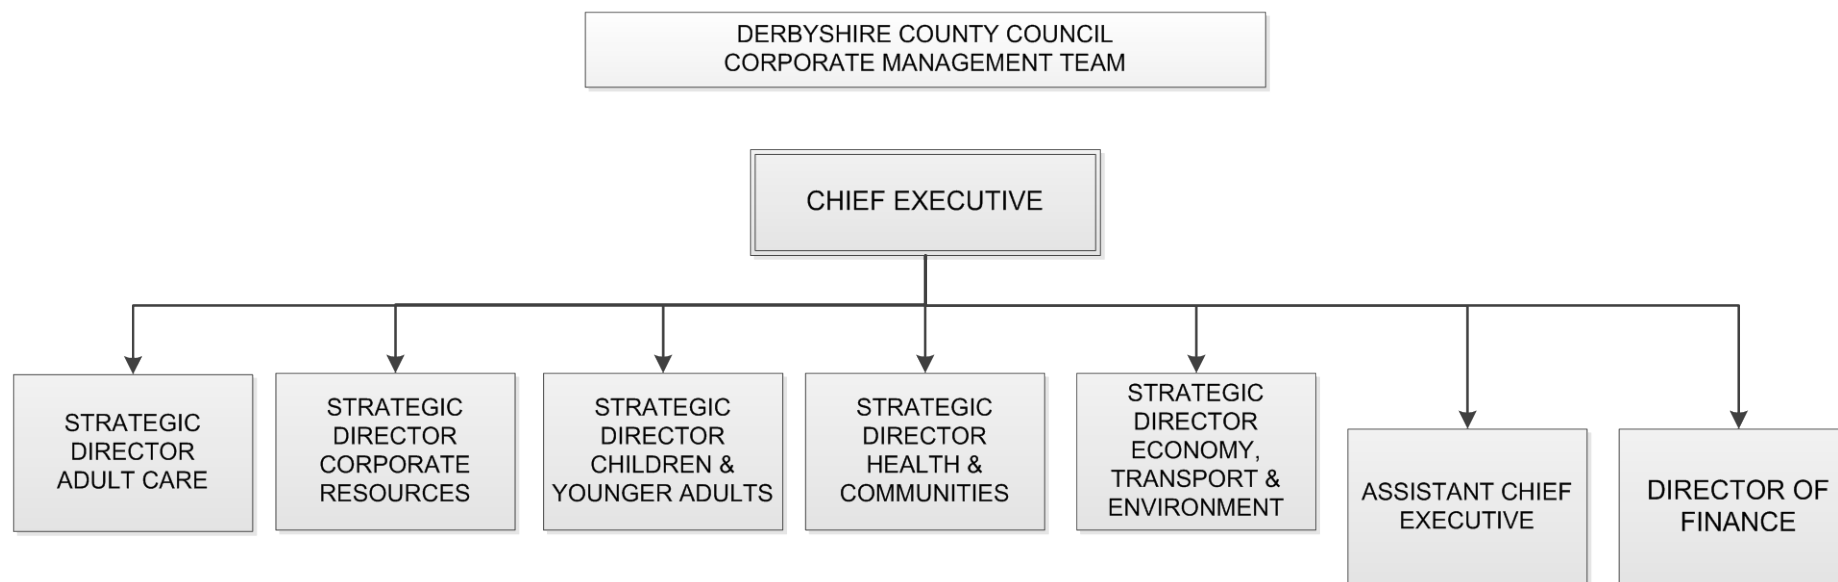 DERBYSHIRE COUNTY COUNCIL
CORPORATE MANAGEMENT TEAM
CHIEF EXECUTIVE
STRATEGIC
DIRECTOR
ADULT CARE
STRATEGIC
DIRECTOR
CORPORATE
RESOURCES
STRATEGIC
DIRECTOR
CHILDREN &
YOUNGER ADULTS
STRATEGIC
DIRECTOR
HEALTH &
COMMUNITIES
STRATEGIC
DIRECTOR
ECONOMY,
TRANSPORT &
ENVIRONMENT
ASSISTANT CHIEF
EXECUTIVE
DIRECTOR OF
FINANCE